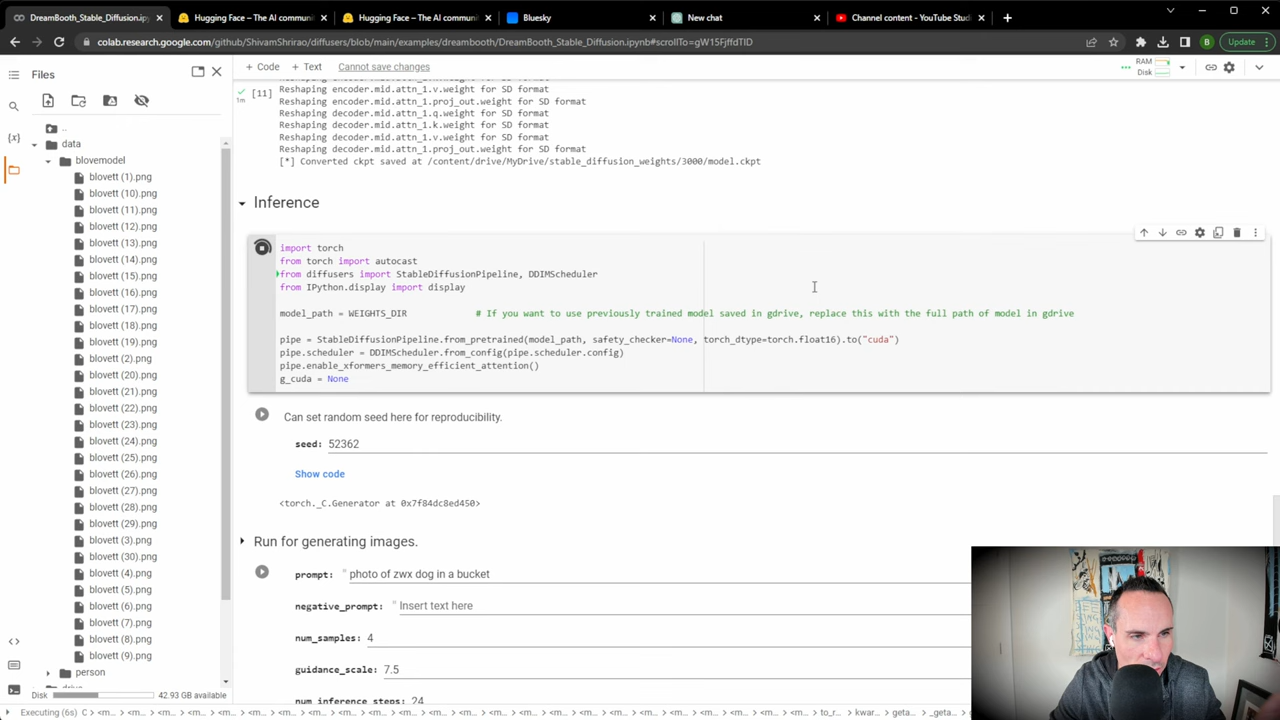 DreamBooth_Stable_Diffusion.ipy
Hugging Face – The AI communi
Hugging Face – The AI communi
Bluesky
New chat
Channel content - YouTube Studi
colab.research.google.com/github/ShivamShrirao/diffusers/blob/main/examples/dreambooth/DreamBooth_Stable_Diffusion.ipynb#scrollTo=gW15FjffdTID
B
Update
Files
+ Code + Text Cannot save changes
RAM
Disk
..
data
blovemodel
blovett (1).png
blovett (10).png
blovett (11).png
blovett (12).png
blovett (13).png
blovett (14).png
blovett (15).png
blovett (16).png
blovett (17).png
blovett (18).png
blovett (19).png
blovett (2).png
blovett (20).png
blovett (21).png
blovett (22).png
blovett (23).png
blovett (24).png
blovett (25).png
blovett (26).png
blovett (27).png
blovett (28).png
blovett (29).png
blovett (3).png
blovett (30).png
blovett (4).png
blovett (5).png
blovett (6).png
blovett (7).png
blovett (8).png
blovett (9).png
person
Disk 42.93 GB available
[11]
1m
Reshaping encoder.mid.attn_1.v.weight for SD format
Reshaping encoder.mid.attn_1.proj_out.weight for SD format
Reshaping decoder.mid.attn_1.q.weight for SD format
Reshaping decoder.mid.attn_1.k.weight for SD format
Reshaping decoder.mid.attn_1.v.weight for SD format
Reshaping decoder.mid.attn_1.proj_out.weight for SD format
[*] Converted ckpt saved at /content/drive/MyDrive/stable_diffusion_weights/3000/model.ckpt
Inference
import torch
from torch import autocast
from diffusers import StableDiffusionPipeline, DDIMScheduler
from IPython.display import display
model_path = WEIGHTS_DIR # If you want to use previously trained model saved in gdrive, replace this with the full path of model in gdrive
pipe = StableDiffusionPipeline.from_pretrained(model_path, safety_checker=None, torch_dtype=torch.float16).to("cuda")
pipe.scheduler = DDIMScheduler.from_config(pipe.scheduler.config)
pipe.enable_xformers_memory_efficient_attention()
g_cuda = None
Can set random seed here for reproducibility.
seed: 52362
Show code
<torch._C.Generator at 0x7f84dc8ed450>
Run for generating images.
prompt: " photo of zwx dog in a bucket
negative_prompt: " Insert text here
num_samples: 4
guidance_scale: 7.5
num_inference_steps: 24
Executing (6s) C > <m... > <m... > <m... > <m... > <m... > <m... > <m... > <m... > <m... > <m... > <m... > <m... > <m... > <m... > <m... > <m... > <m... > to_r... > kwar... > geta... > _geta...